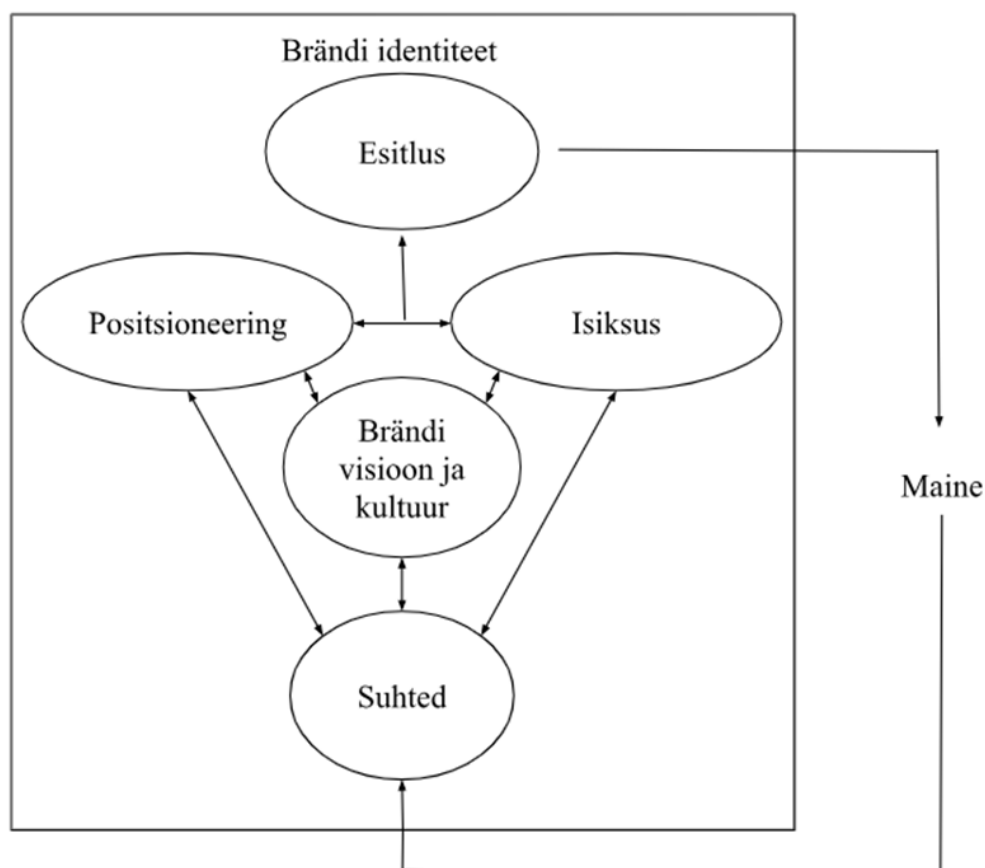 Brändi identiteet
Esitlus
Positsioneering
Isiksus
Brändi
visioon ja
kultuur
Maine
Suhted